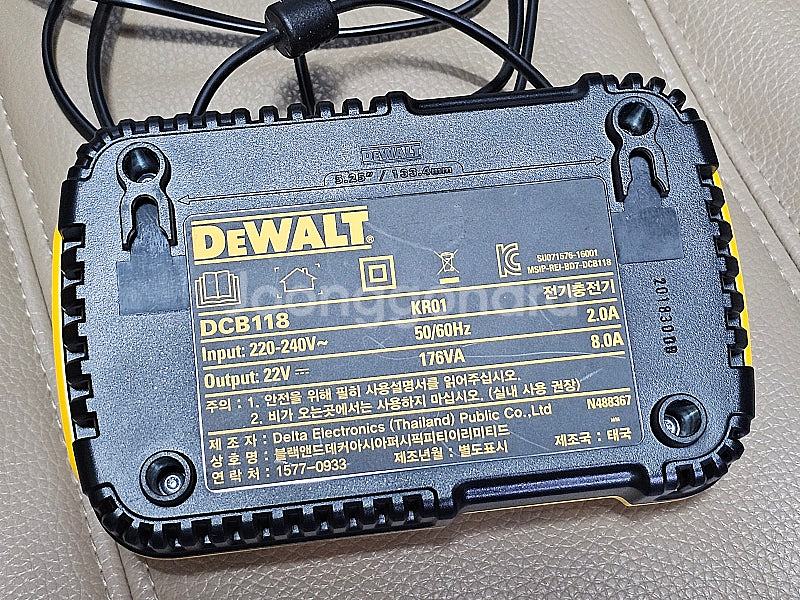 DEWALT
5.25" / 133.4mm
DEWALT®
SU071576-16001
MSIP-REI-BD7-DCB118
DCB118 KR01 전기충전기
Input: 220-240V~ 50/60Hz 2.0A
Output: 22V⎓ 176VA 8.0A
주의 : 1. 안전을 위해 필히 사용설명서를 읽어주십시오.
2. 비가 오는곳에서는 사용하지 마십시오. (실내 사용 권장)
N488367
제 조 자 : Delta Electronics (Thailand) Public Co.,Ltd
상 호 명 : 블랙앤드데커아시아퍼시픽피티이리미티드
연 락 처 : 1577-0933 제조년월 : 별도표시 제조국 : 태국
joonggonara